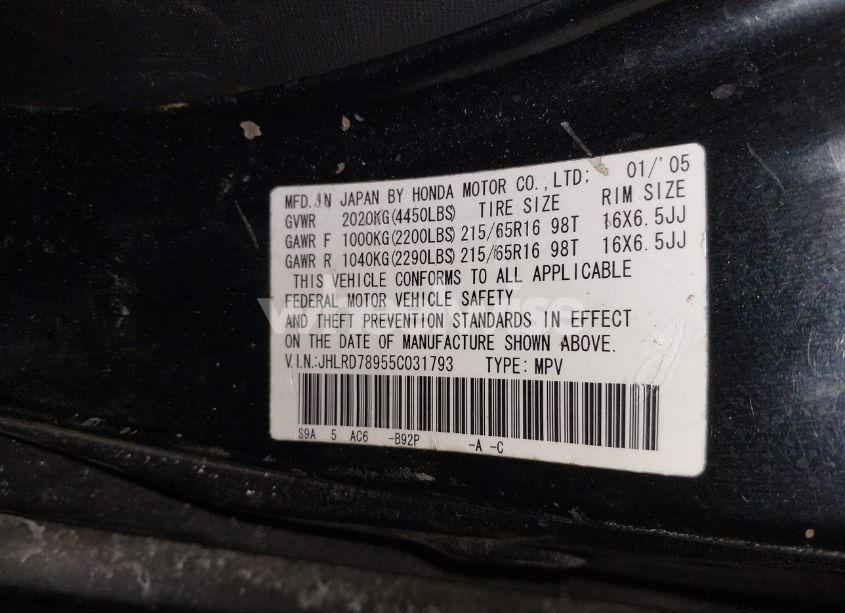 MFD. IN JAPAN BY HONDA MOTOR CO.,LTD: 01/'05
GVWR 2020KG(4450LBS) TIRE SIZE RIM SIZE
GAWR F 1000KG(2200LBS) 215/65R16 98T 16X6.5JJ
GAWR R 1040KG(2290LBS) 215/65R16 98T 16X6.5JJ
THIS VEHICLE CONFORMS TO ALL APPLICABLE
FEDERAL MOTOR VEHICLE SAFETY
AND THEFT PREVENTION STANDARDS IN EFFECT
ON THE DATE OF MANUFACTURE SHOWN ABOVE.
V.I.N.:JHLRD78955C031793 TYPE: MPV
S9A 5 AC6 -B92P -A -C